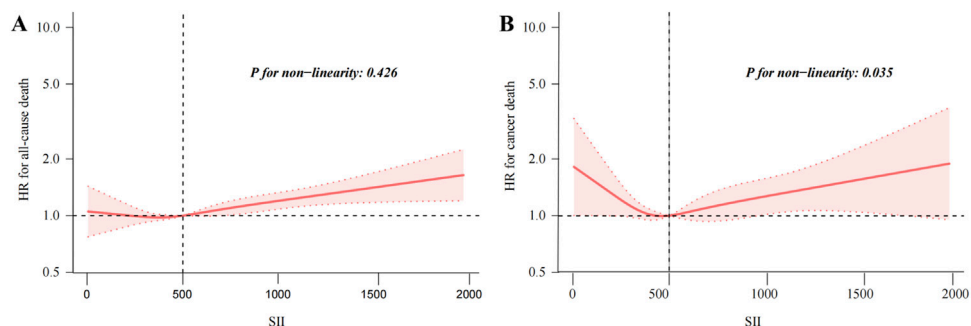 A
10.0
5.0
2.0
1.0
0.5
HR for all-cause death
P for non-linearity: 0.426
0
500
1000
1500
2000
SII
B
10.0
5.0
2.0
1.0
0.5
HR for cancer death
P for non-linearity: 0.035
0
500
1000
1500
2000
SII